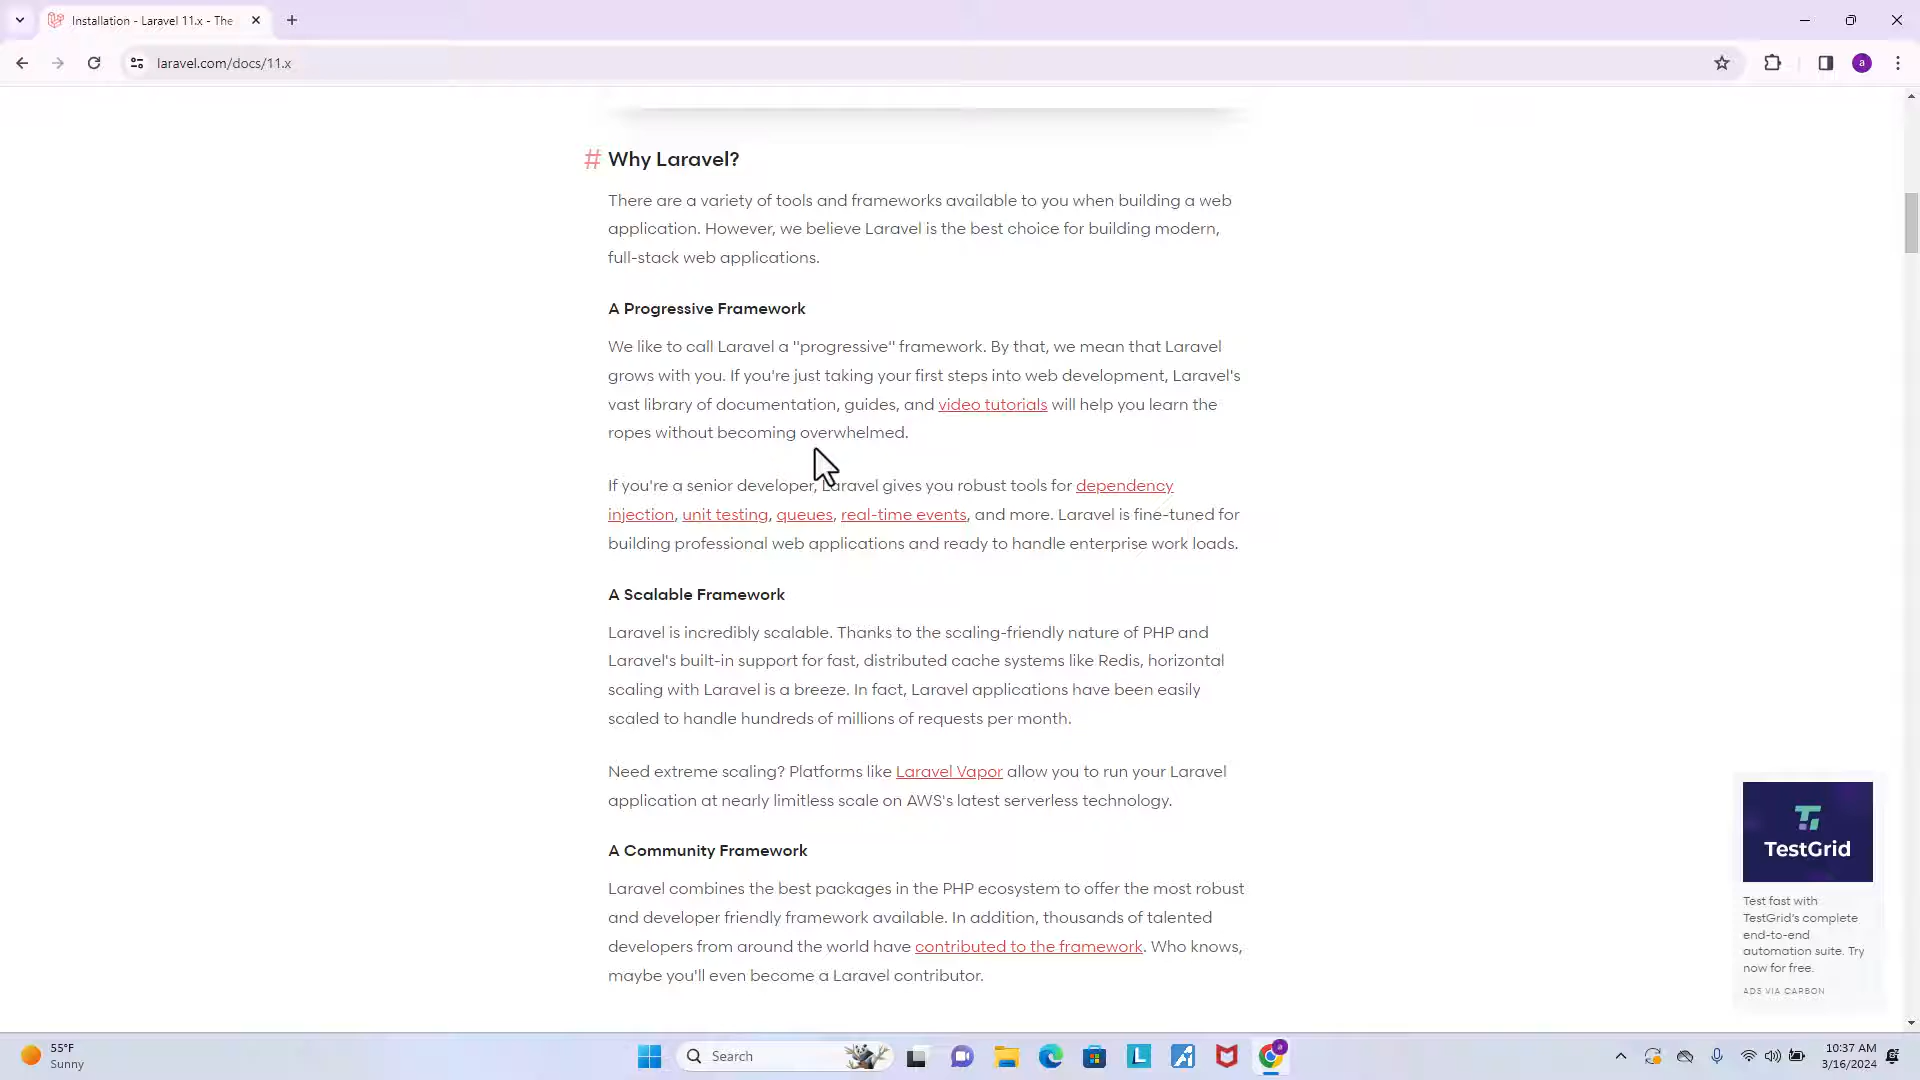 Installation - Laravel 11.x - The
laravel.com/docs/11.x
a
# Why Laravel?
There are a variety of tools and frameworks available to you when building a web
application. However, we believe Laravel is the best choice for building modern,
full-stack web applications.
A Progressive Framework
We like to call Laravel a "progressive" framework. By that, we mean that Laravel
grows with you. If you're just taking your first steps into web development, Laravel's
vast library of documentation, guides, and video tutorials will help you learn the
ropes without becoming overwhelmed.
If you're a senior developer, Laravel gives you robust tools for dependency
injection, unit testing, queues, real-time events, and more. Laravel is fine-tuned for
building professional web applications and ready to handle enterprise work loads.
A Scalable Framework
Laravel is incredibly scalable. Thanks to the scaling-friendly nature of PHP and
Laravel's built-in support for fast, distributed cache systems like Redis, horizontal
scaling with Laravel is a breeze. In fact, Laravel applications have been easily
scaled to handle hundreds of millions of requests per month.
Need extreme scaling? Platforms like Laravel Vapor allow you to run your Laravel
application at nearly limitless scale on AWS's latest serverless technology.
A Community Framework
Laravel combines the best packages in the PHP ecosystem to offer the most robust
and developer friendly framework available. In addition, thousands of talented
developers from around the world have contributed to the framework. Who knows,
maybe you'll even become a Laravel contributor.
TestGrid
Test fast with
TestGrid's complete
end-to-end
automation suite. Try
now for free.
ADS VIA CARBON
55°F
Sunny
Search
L
a
10:37 AM
3/16/2024